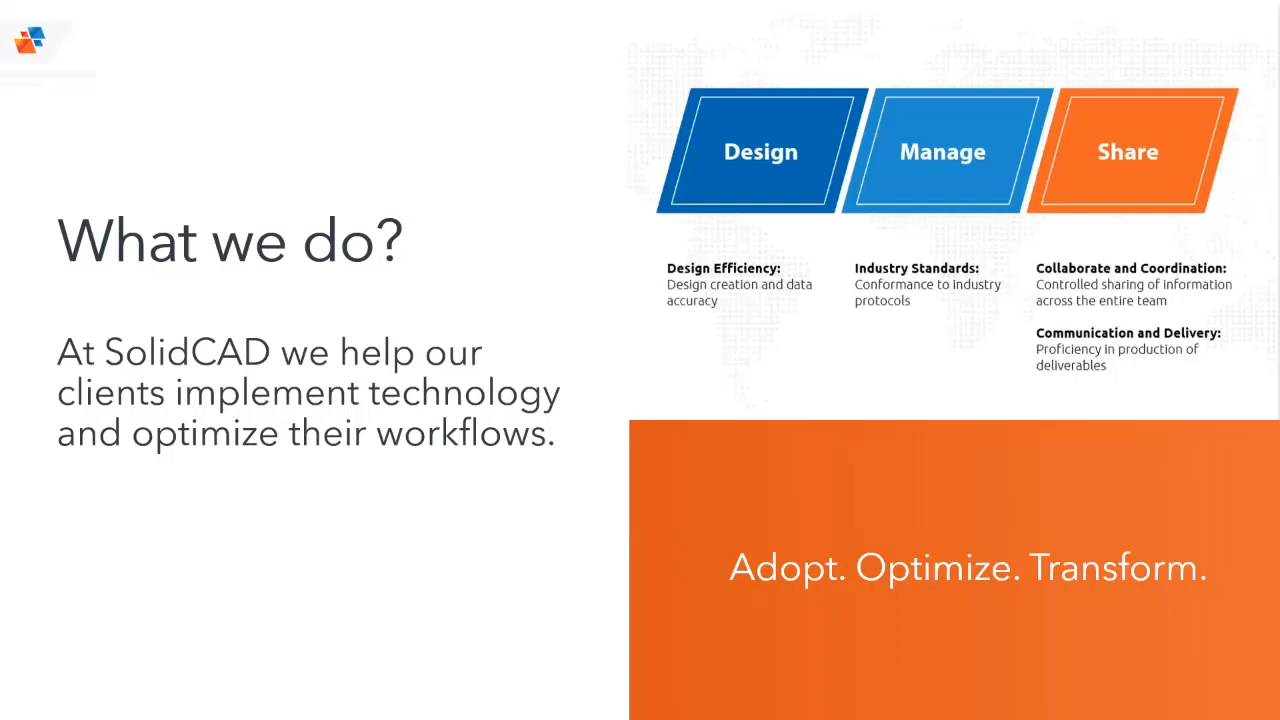 What we do?
At SolidCAD we help our
clients implement technology
and optimize their workflows.
Design
Manage
Share
Design Efficiency:
Design creation and data
accuracy
Industry Standards:
Conformance to industry
protocols
Collaborate and Coordination:
Controlled sharing of information
across the entire team
Communication and Delivery:
Proficiency in production of
deliverables
Adopt. Optimize. Transform.